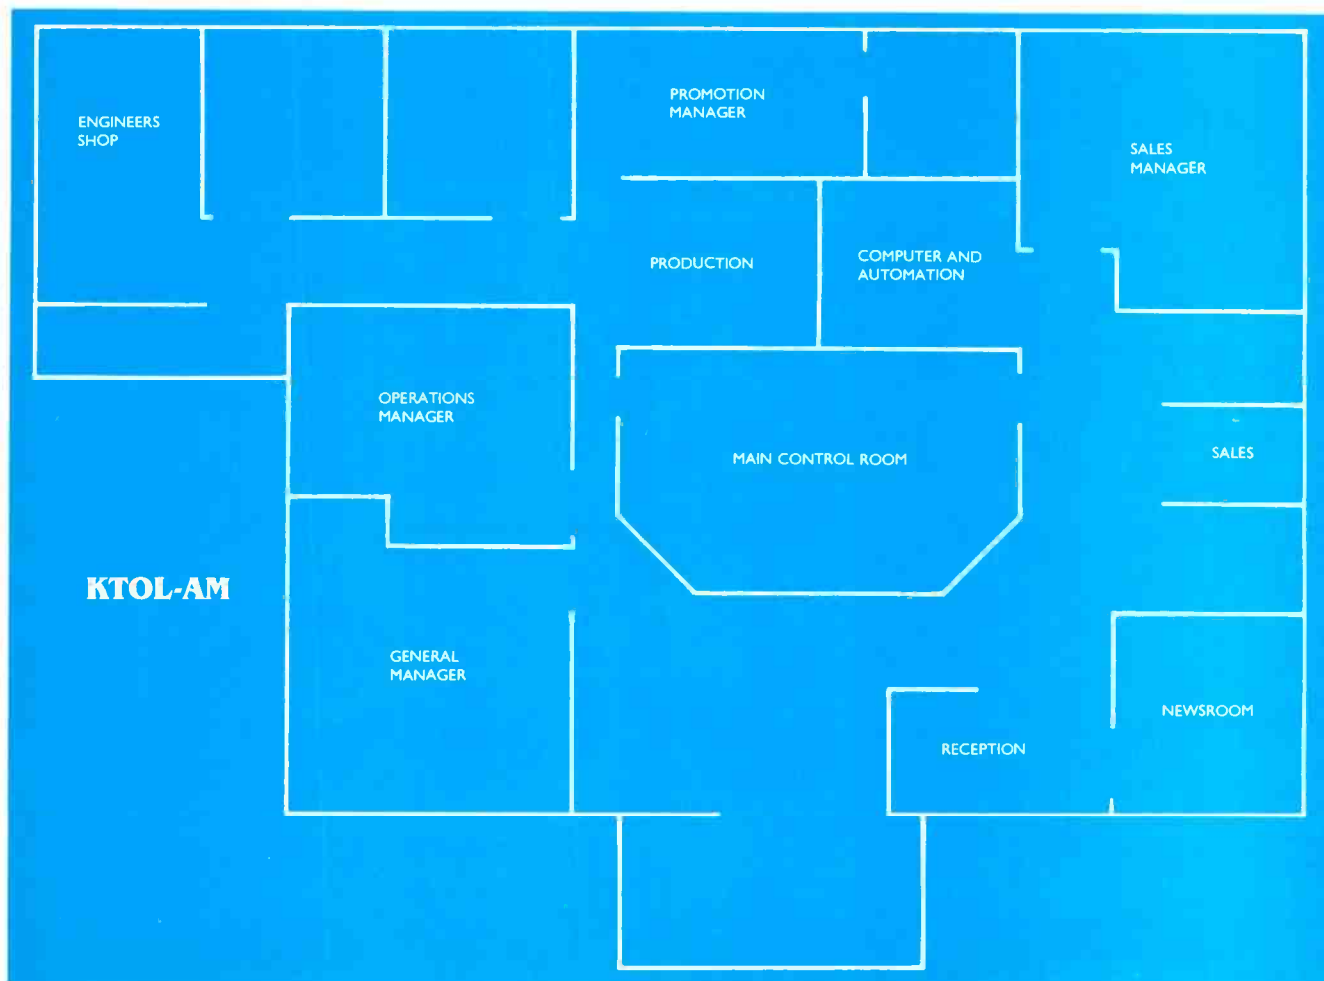 PROMOTION
MANAGER
ENGINEERS
SHOP
SALES
MANAGER
PRODUCTION
COMPUTER AND
AUTOMATION
OPERATIONS
MANAGER
MAIN CONTROL ROOM
SALES
KTOL-AM
GENERAL
MANAGER
NEWSROOM
RECEPTION